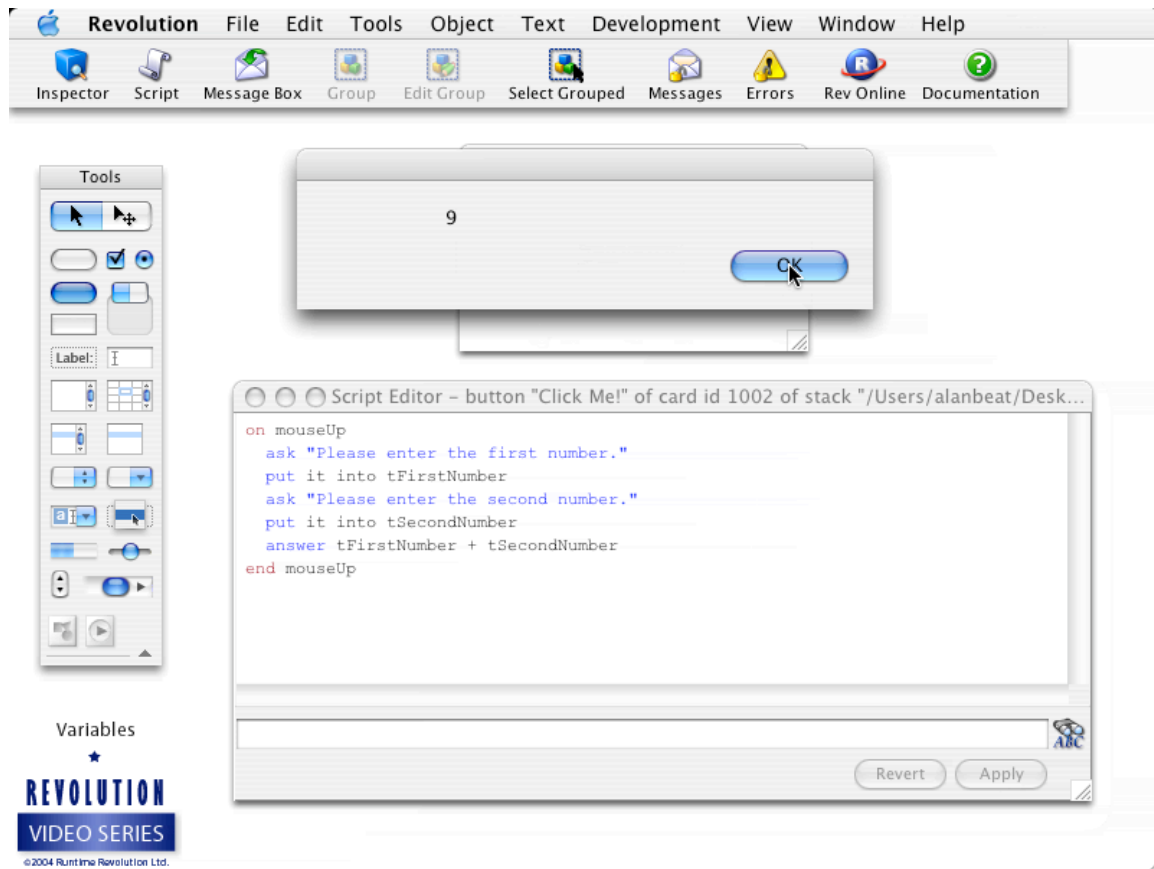 Revolution File Edit Tools Object Text Development View Window Help
Inspector Script Message Box Group Edit Group Select Grouped Messages Errors Rev Online Documentation
Tools
9
OK
Label:
Script Editor – button "Click Me!" of card id 1002 of stack "/Users/alanbeat/Desk...
on mouseUp
ask "Please enter the first number."
put it into tFirstNumber
ask "Please enter the second number."
put it into tSecondNumber
answer tFirstNumber + tSecondNumber
end mouseUp
ABC
Revert Apply
Variables
REVOLUTION
VIDEO SERIES
©2004 Runtime Revolution Ltd.